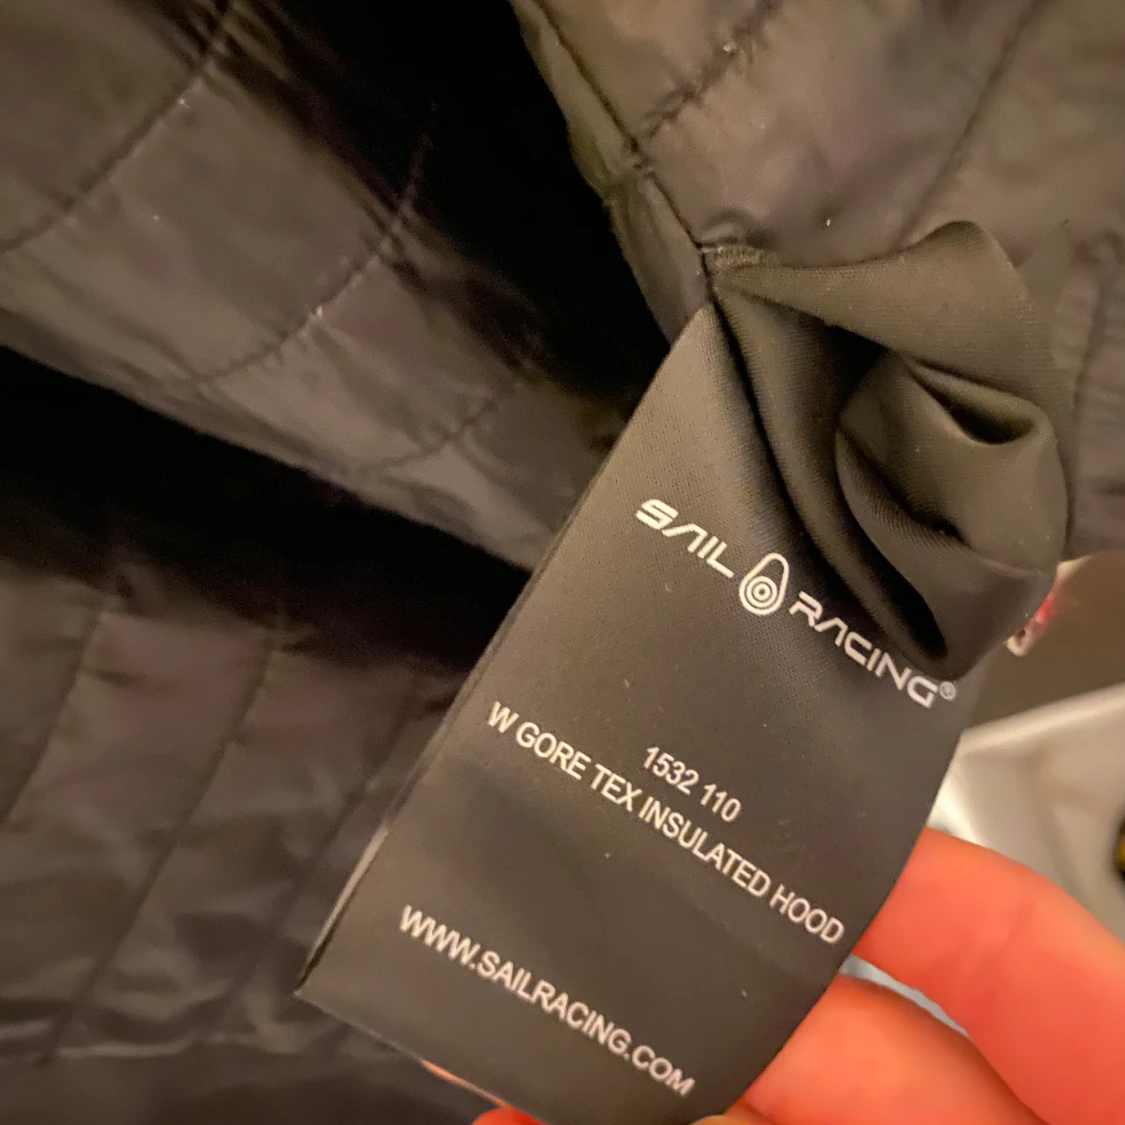 SAIL RACING®
1532 110
W GORE TEX INSULATED HOOD
WWW.SAILRACING.COM